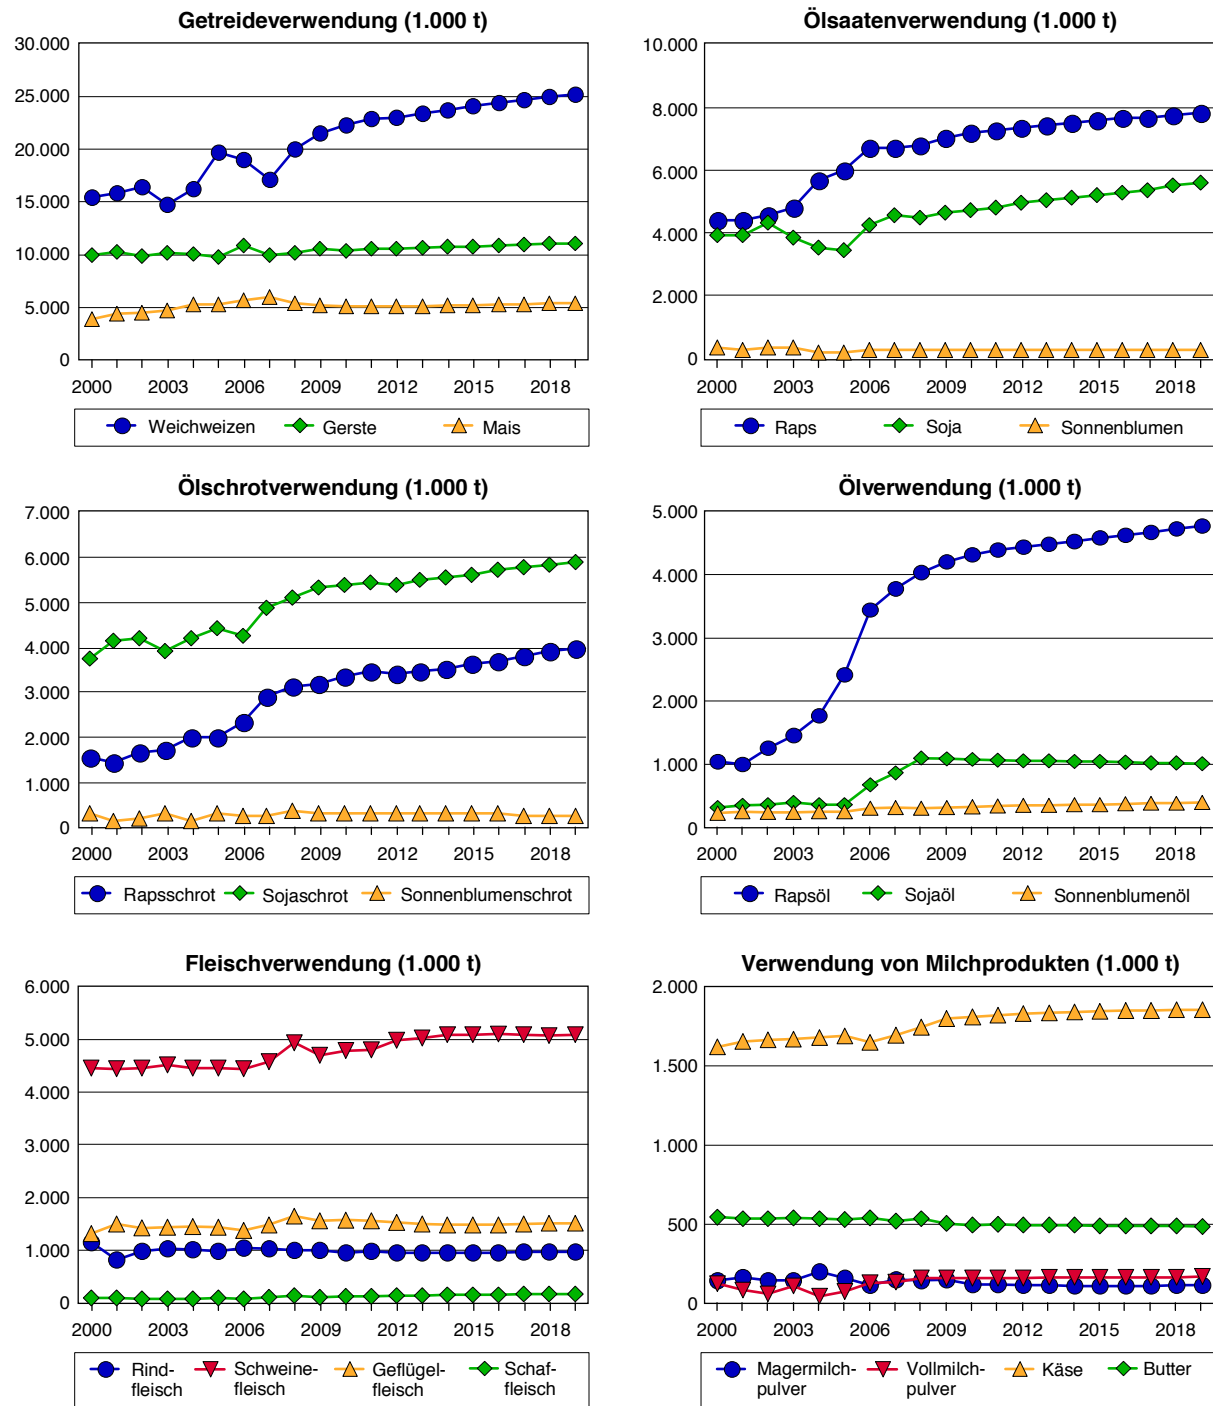 Getreideverwendung (1.000 t)
30.000
25.000
20.000
15.000
10.000
5.000
0
2000 2003 2006 2009 2012 2015 2018
Weichweizen Gerste Mais
Ölsaatenverwendung (1.000 t)
10.000
8.000
6.000
4.000
2.000
0
2000 2003 2006 2009 2012 2015 2018
Raps Soja Sonnenblumen
Ölschrotverwendung (1.000 t)
7.000
6.000
5.000
4.000
3.000
2.000
1.000
0
2000 2003 2006 2009 2012 2015 2018
Rapsschrot Sojaschrot Sonnenblumenschrot
Ölverwendung (1.000 t)
5.000
4.000
3.000
2.000
1.000
0
2000 2003 2006 2009 2012 2015 2018
Rapsöl Sojaöl Sonnenblumenöl
Fleischverwendung (1.000 t)
6.000
5.000
4.000
3.000
2.000
1.000
0
2000 2003 2006 2009 2012 2015 2018
Rind- Schweine- Geflügel- Schaf-
fleisch fleisch fleisch fleisch
Verwendung von Milchprodukten (1.000 t)
2.000
1.500
1.000
500
0
2000 2003 2006 2009 2012 2015 2018
Magermilch- Vollmilch- Käse Butter
pulver pulver